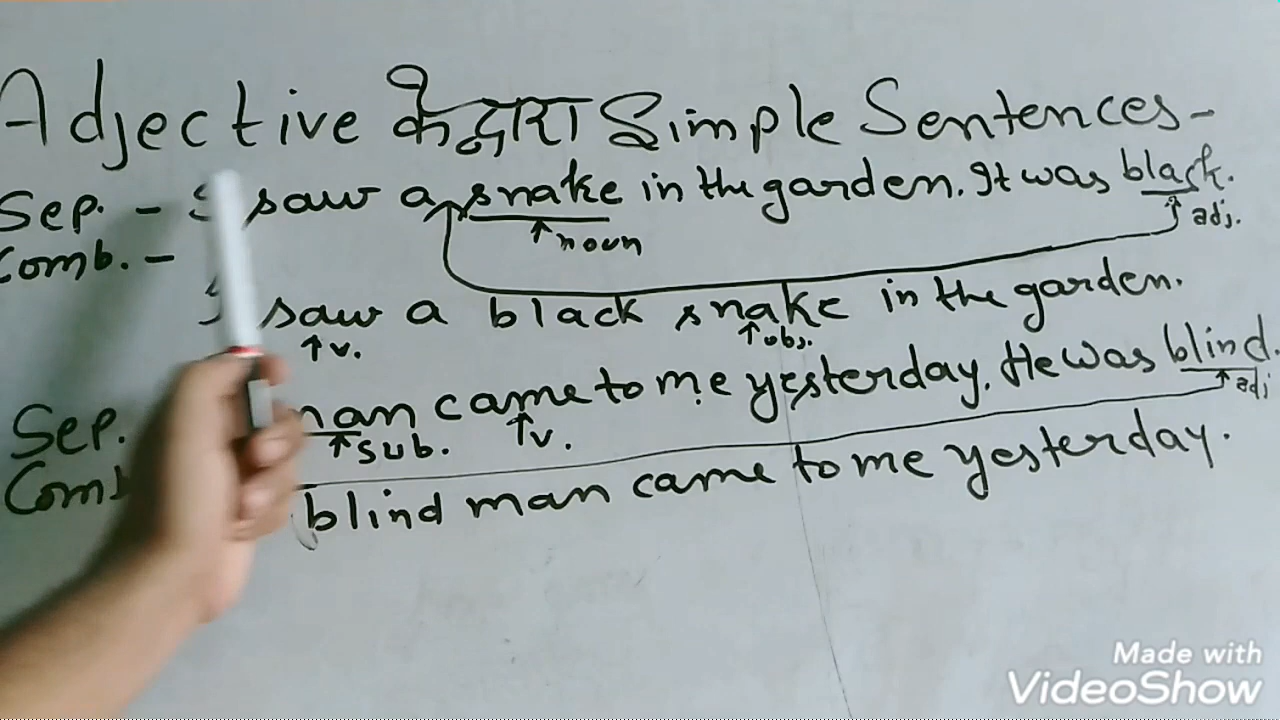 Adjective के द्वारा Simple Sentences-
Sep. - I saw a snake in the garden. It was black.
noun adj.
Comb. -
I saw a black snake in the garden.
v. obj.
Sep. man came to me yesterday. He was blind.
sub. v. adj
Comb blind man came to me yesterday.
Made with
VideoShow